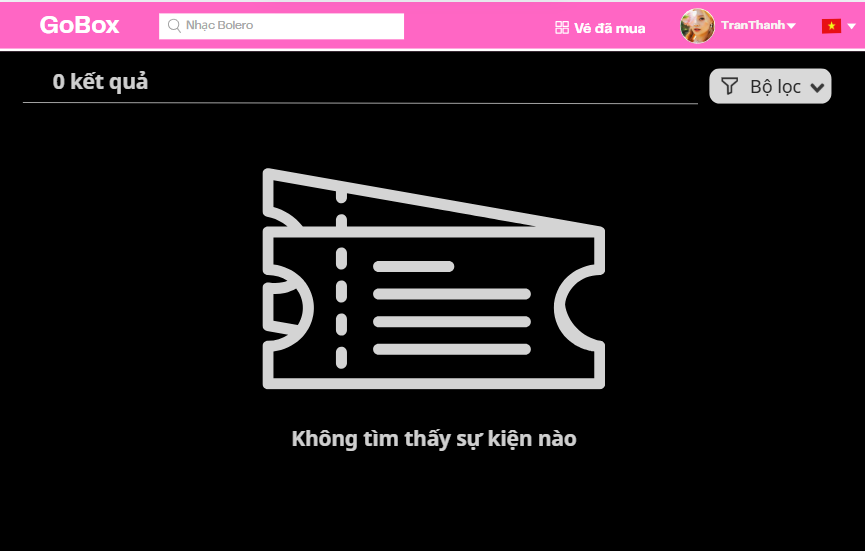 GoBox
Nhạc Bolero
Vé đã mua
TranThanh
0 kết quả
Bộ lọc
Không tìm thấy sự kiện nào